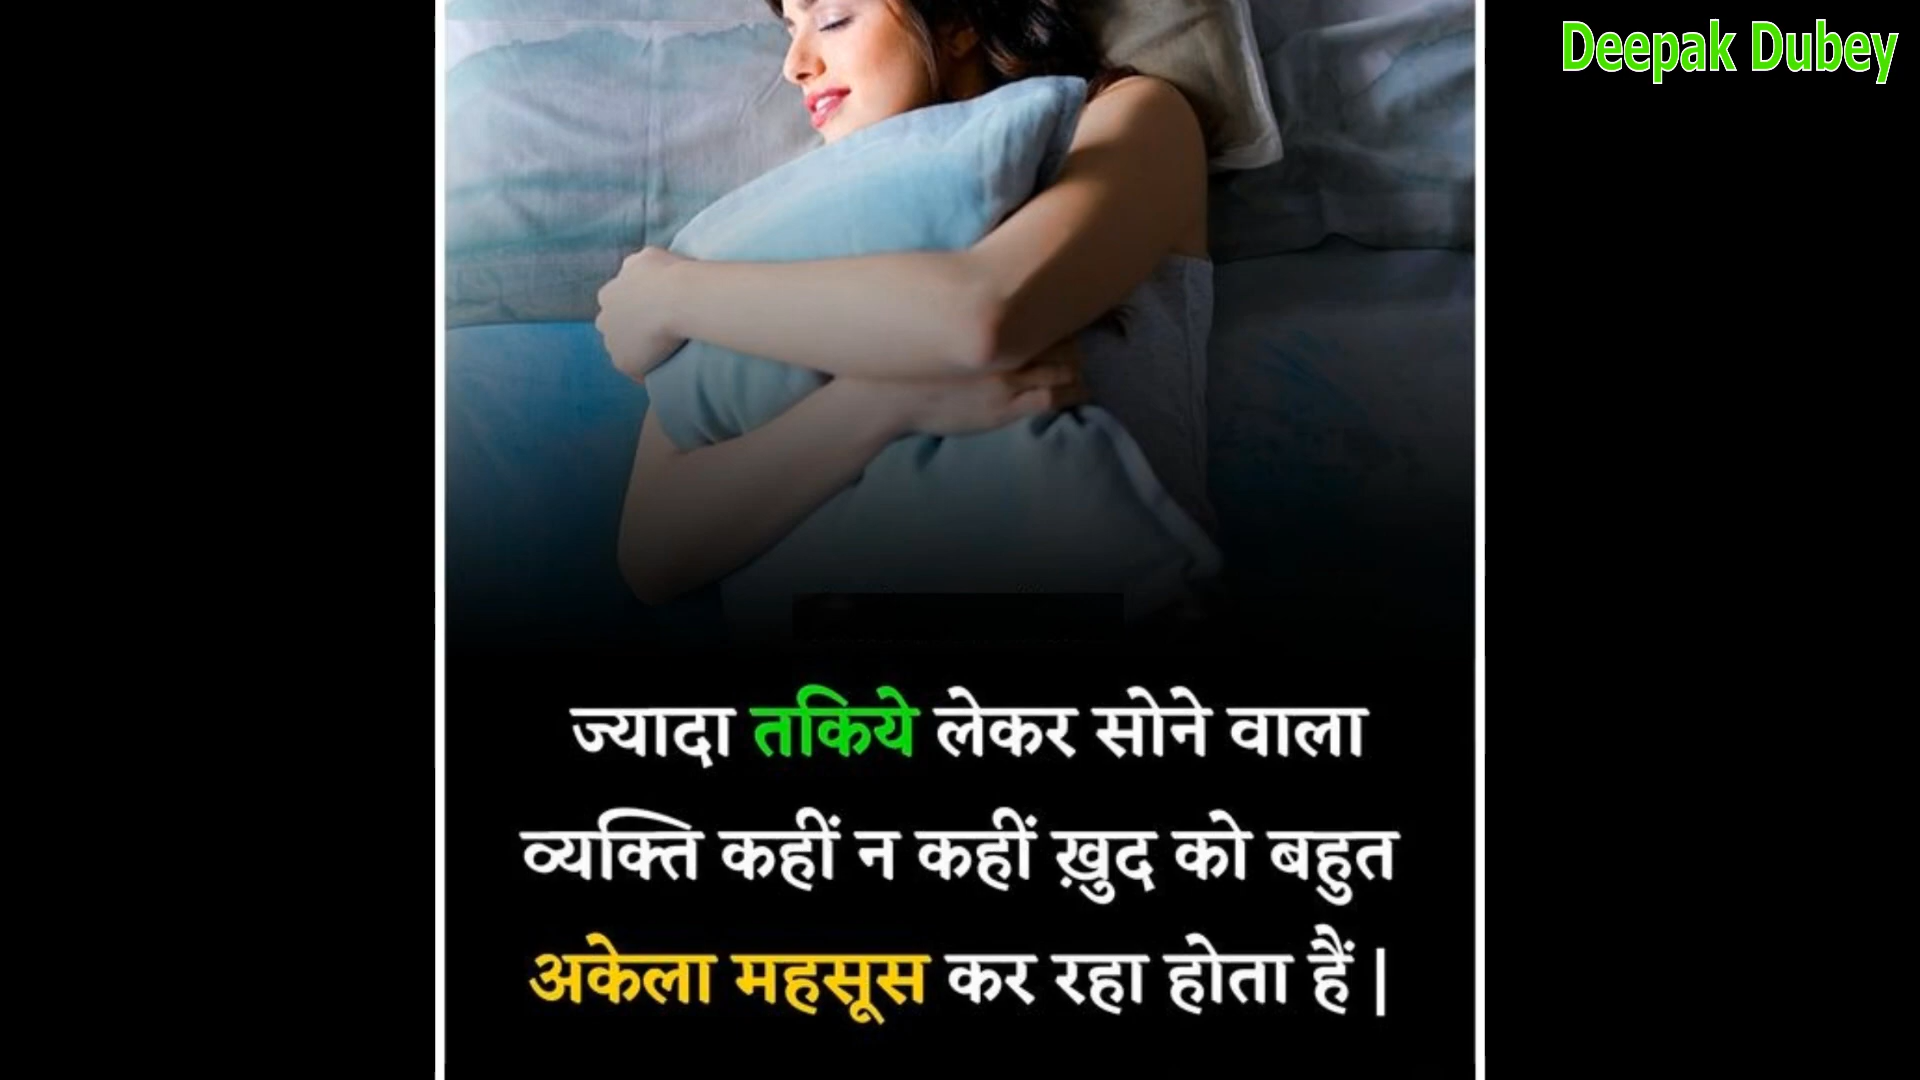 Deepak Dubey
ज्यादा तकिये लेकर सोने वाला
व्यक्ति कहीं न कहीं ख़ुद को बहुत
अकेला महसूस कर रहा होता हैं |